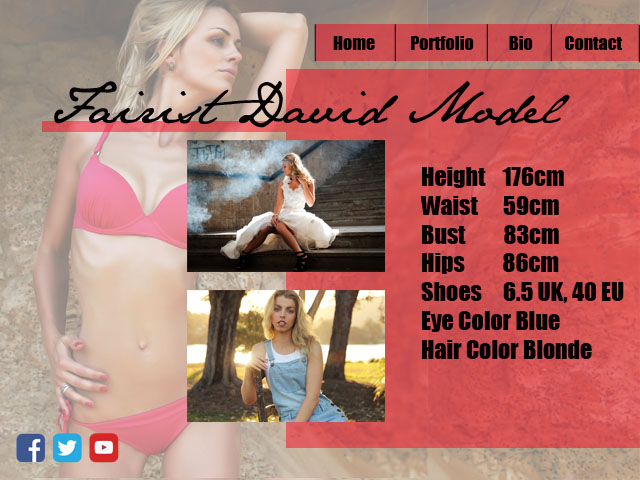 Home Portfolio Bio Contact
Fairist David Model
Height 176cm
Waist 59cm
Bust 83cm
Hips 86cm
Shoes 6.5 UK, 40 EU
Eye Color Blue
Hair Color Blonde